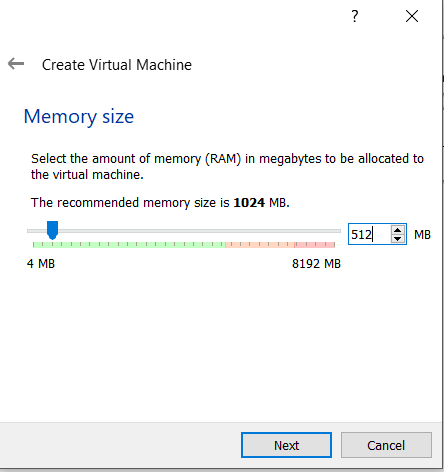 ?
Create Virtual Machine
Memory size
Select the amount of memory (RAM) in megabytes to be allocated to
the virtual machine.
The recommended memory size is 1024 MB.
512 MB
4 MB 8192 MB
Next Cancel